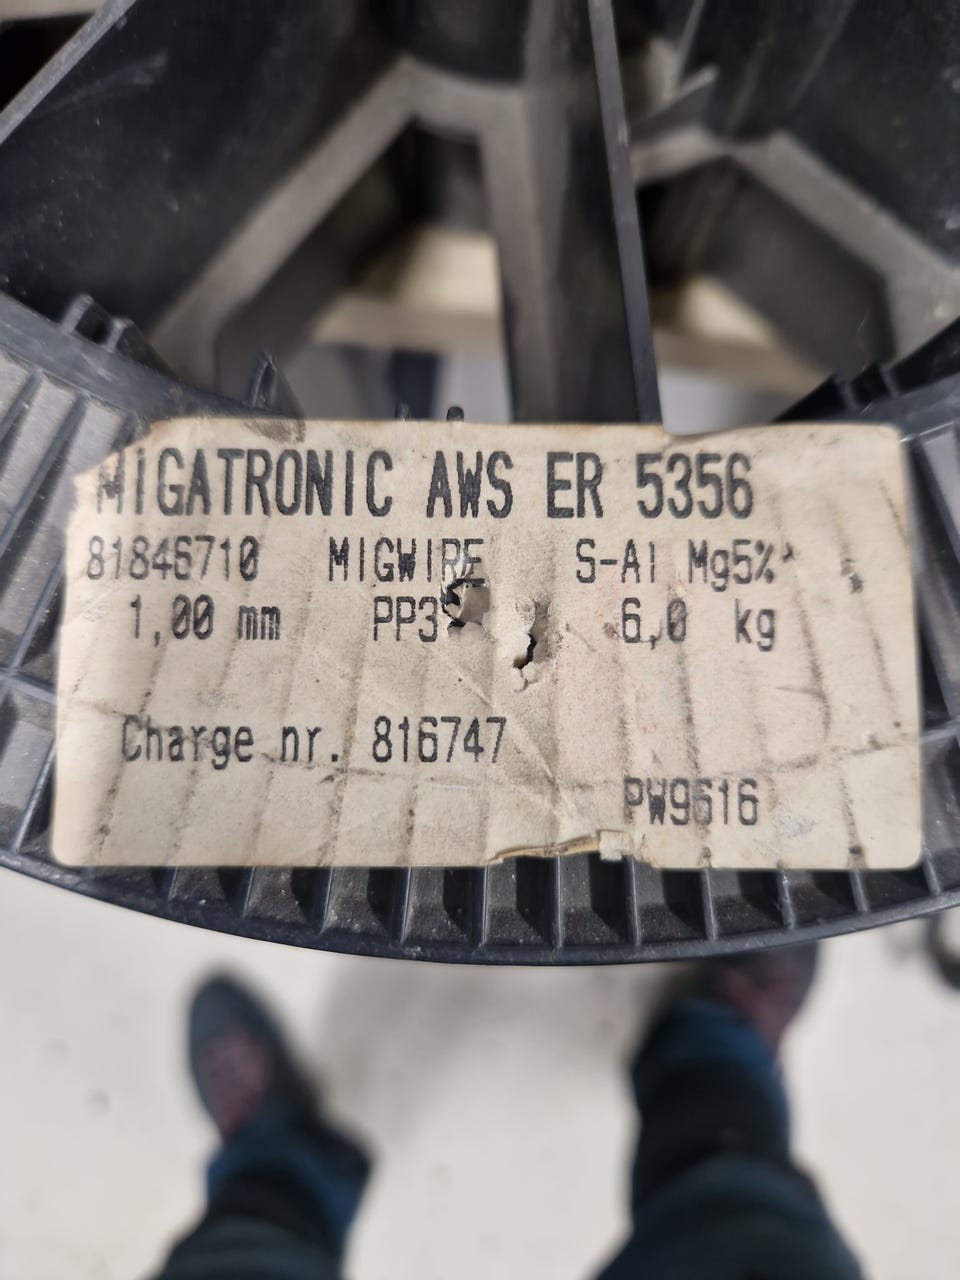 MIGATRONIC AWS ER 5356
81846710 MIGWIRE S-Al Mg5%
1,00 mm 6,0 kg
Charge nr. 816747
PW9616